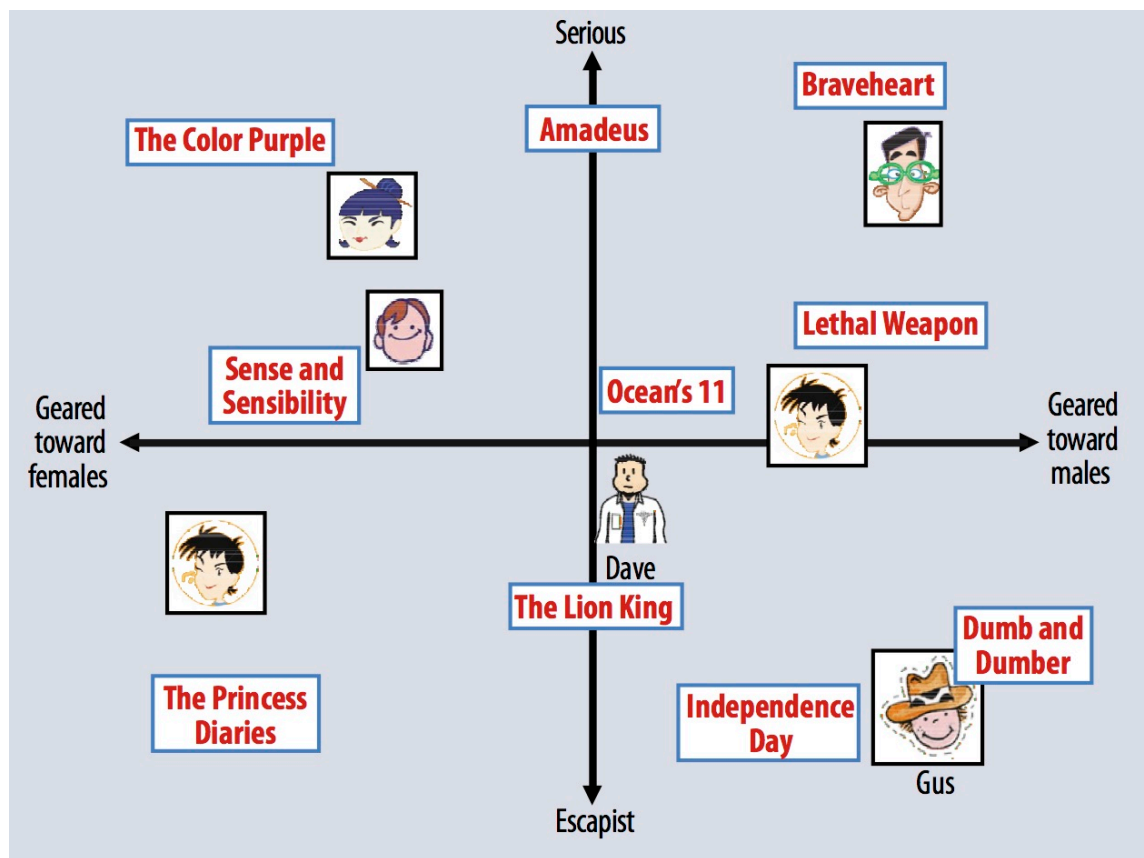 Serious
Braveheart
The Color Purple
Amadeus
Lethal Weapon
Sense and
Sensibility
Ocean's 11
Geared
toward
females
Geared
toward
males
Dave
The Lion King
Dumb and
Dumber
The Princess
Diaries
Independence
Day
Gus
Escapist